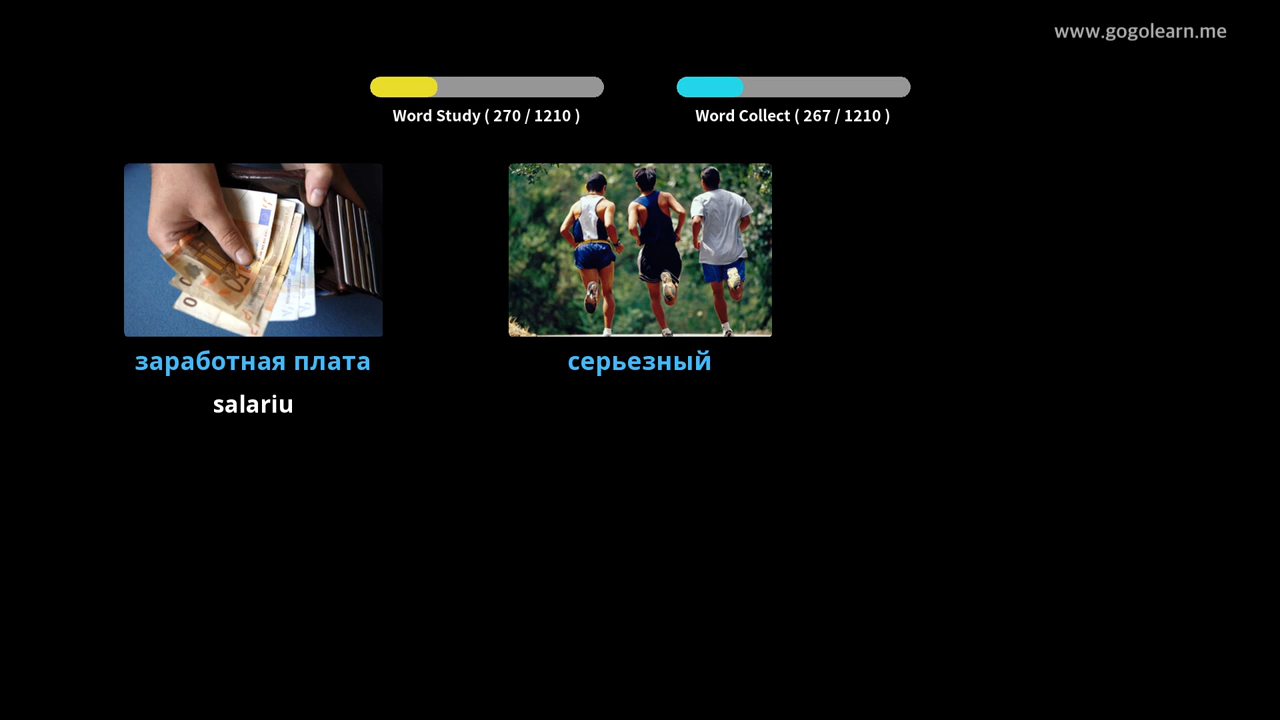 www.gogolearn.me
Word Study ( 270 / 1210 )
Word Collect ( 267 / 1210 )
заработная плата
серьезный
salariu